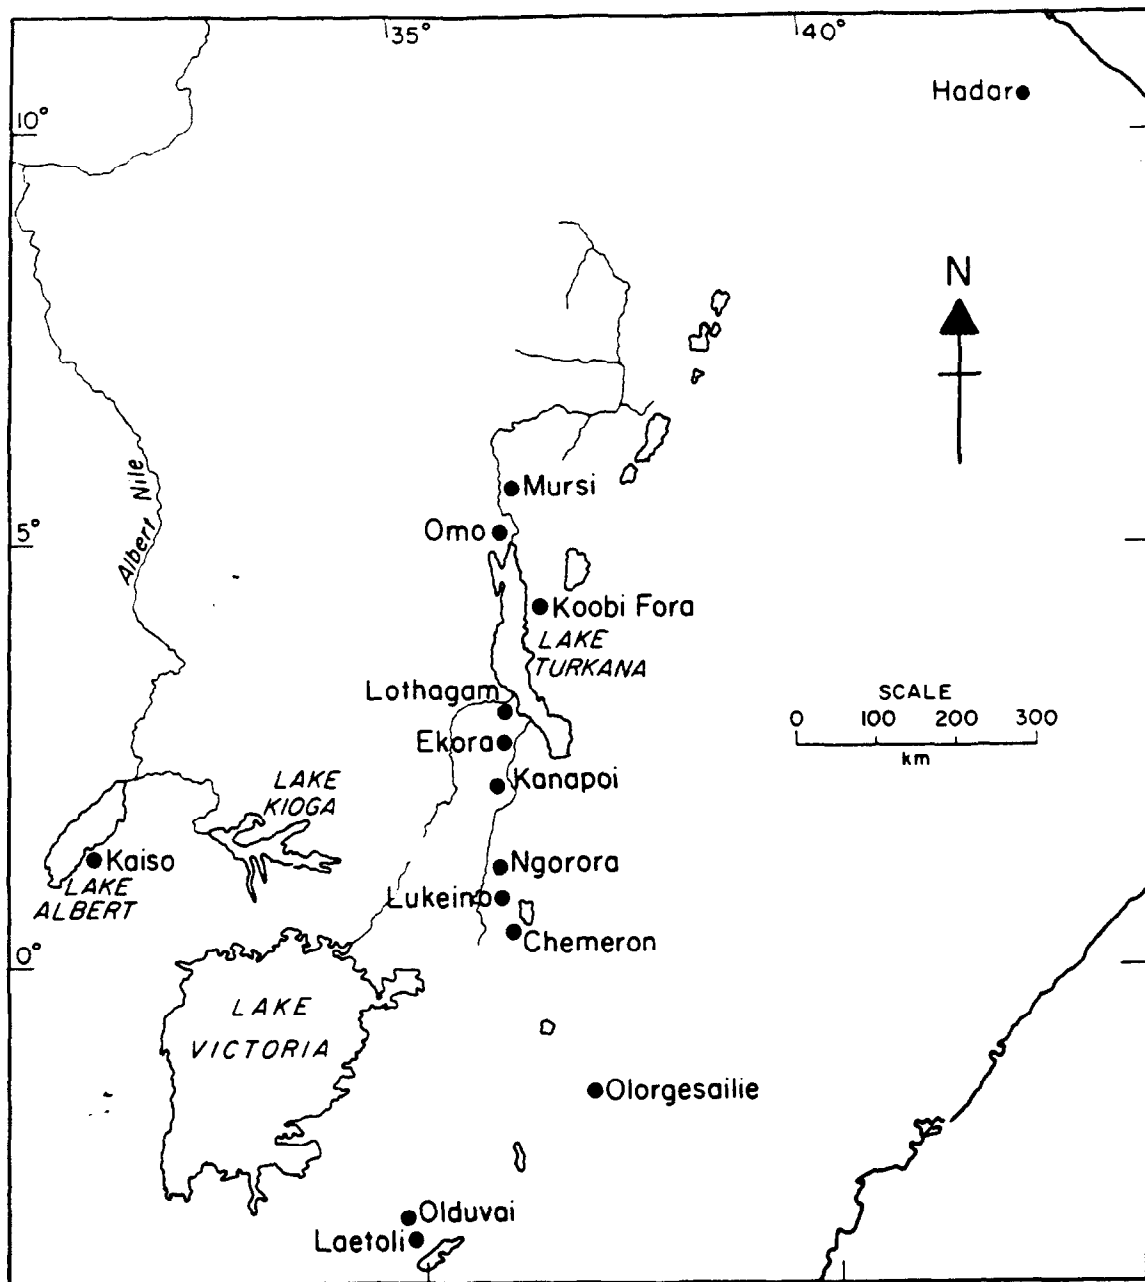 35°
40°
Hadar
10°
N
Mursi
Albert Nile
Omo
5°
Koobi Fora
LAKE
TURKANA
Lothagam
SCALE
0 100 200 300
km
Ekora
Kanapoi
LAKE
KIOGA
Kaiso
LAKE
ALBERT
Ngorora
Lukeino
Chemeron
0°
LAKE
VICTORIA
Olorgesailie
Olduvai
Laetoli